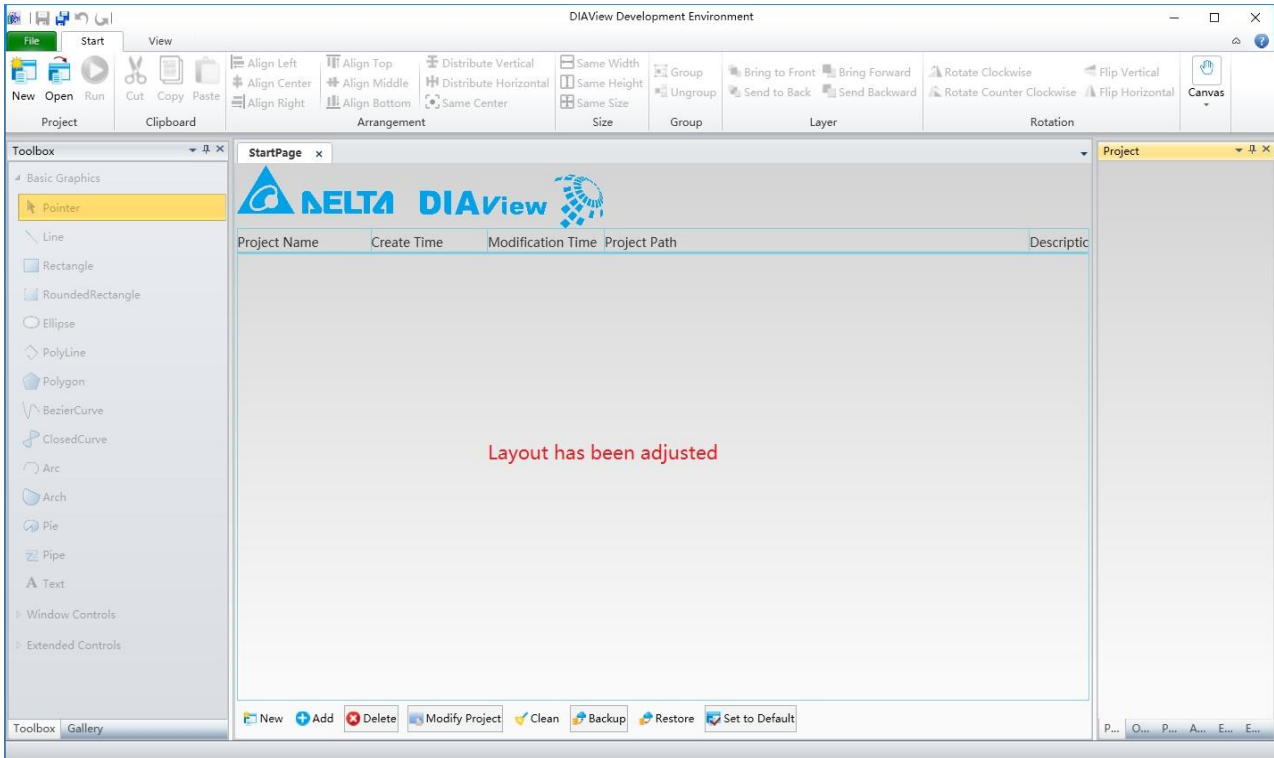 DIAView Development Environment
File Start View
New Open Run
Cut Copy Paste
Align Left Align Top Distribute Vertical
Align Center Align Middle Distribute Horizontal
Align Right Align Bottom Same Center
Same Width
Same Height
Same Size
Group
Ungroup
Bring to Front Bring Forward
Send to Back Send Backward
Rotate Clockwise Flip Vertical
Rotate Counter Clockwise Flip Horizontal
Canvas
Project Clipboard Arrangement Size Group Layer Rotation
Toolbox
Basic Graphics
Pointer
Line
Rectangle
RoundedRectangle
Ellipse
PolyLine
Polygon
BezierCurve
ClosedCurve
Arc
Arch
Pie
Pipe
A Text
Window Controls
Extended Controls
Toolbox Gallery
StartPage x
DELTA DIAView
Project Name Create Time Modification Time Project Path Descriptic
Layout has been adjusted
New Add Delete Modify Project Clean Backup Restore Set to Default
Project
P... O... P... A... E... E...